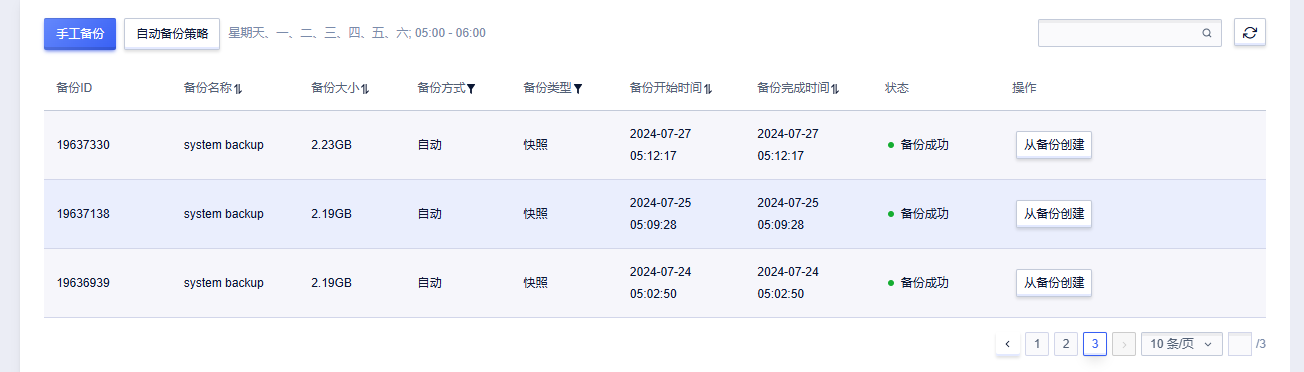 手工备份 自动备份策略 星期天、一、二、三、四、五、六; 05:00 - 06:00
备份ID 备份名称 备份大小 备份方式 备份类型 备份开始时间 备份完成时间 状态 操作
19637330 system backup 2.23GB 自动 快照 2024-07-27 05:12:17 2024-07-27 05:12:17 备份成功 从备份创建
19637138 system backup 2.19GB 自动 快照 2024-07-25 05:09:28 2024-07-25 05:09:28 备份成功 从备份创建
19636939 system backup 2.19GB 自动 快照 2024-07-24 05:02:50 2024-07-24 05:02:50 备份成功 从备份创建
1 2 3 10 条/页 /3